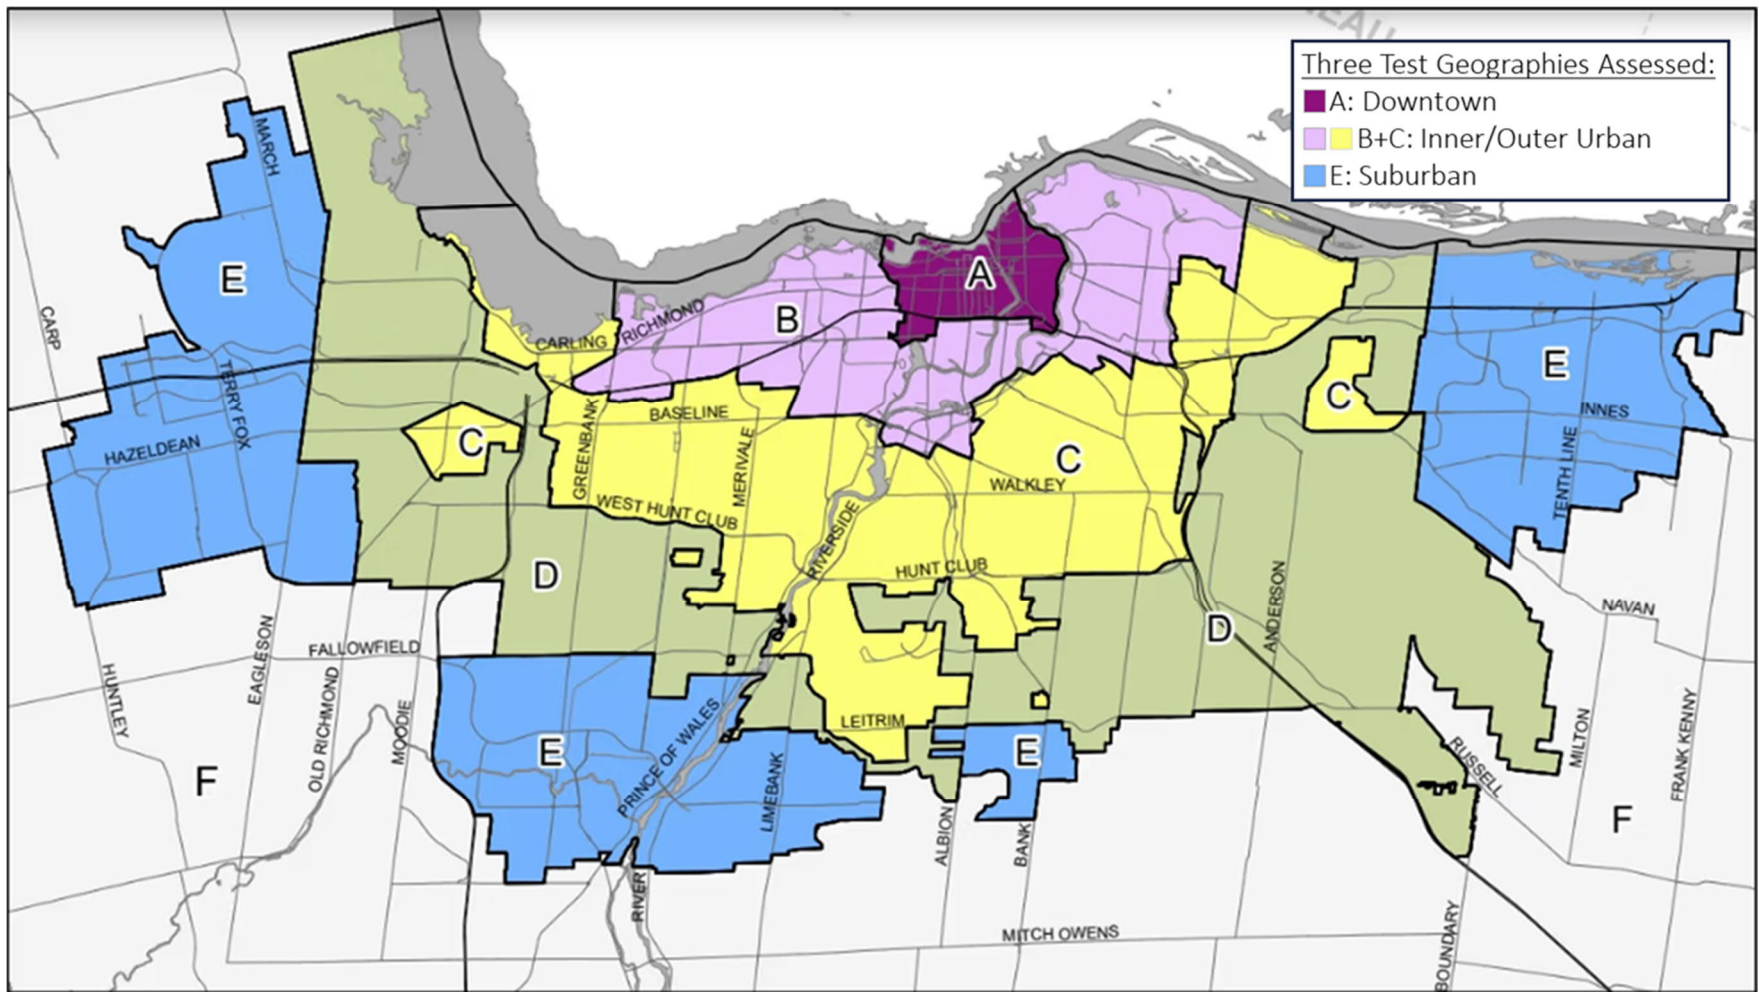 EAU
Three Test Geographies Assessed:
A: Downtown
B+C: Inner/Outer Urban
E: Suburban
MARCH
E
A
CARP
B
RICHMOND
CARLING
E
TERRY FOX
C
BASELINE
INNES
HAZELDEAN
C
GREENBANK
MERIVALE
C
TENTH LINE
WALKLEY
WEST HUNT CLUB
RIVERSIDE
HUNT CLUB
D
ANDERSON
NAVAN
D
FALLOWFIELD
EAGLESON
HUNTLEY
OLD RICHMOND
MOODIE
PRINCE OF WALES
LEITRIM
E
E
F
LIMEBANK
RUSSELL
MILTON
FRANK KENNY
F
ALBION
BANK
RIVER
MITCH OWENS
BOUNDARY